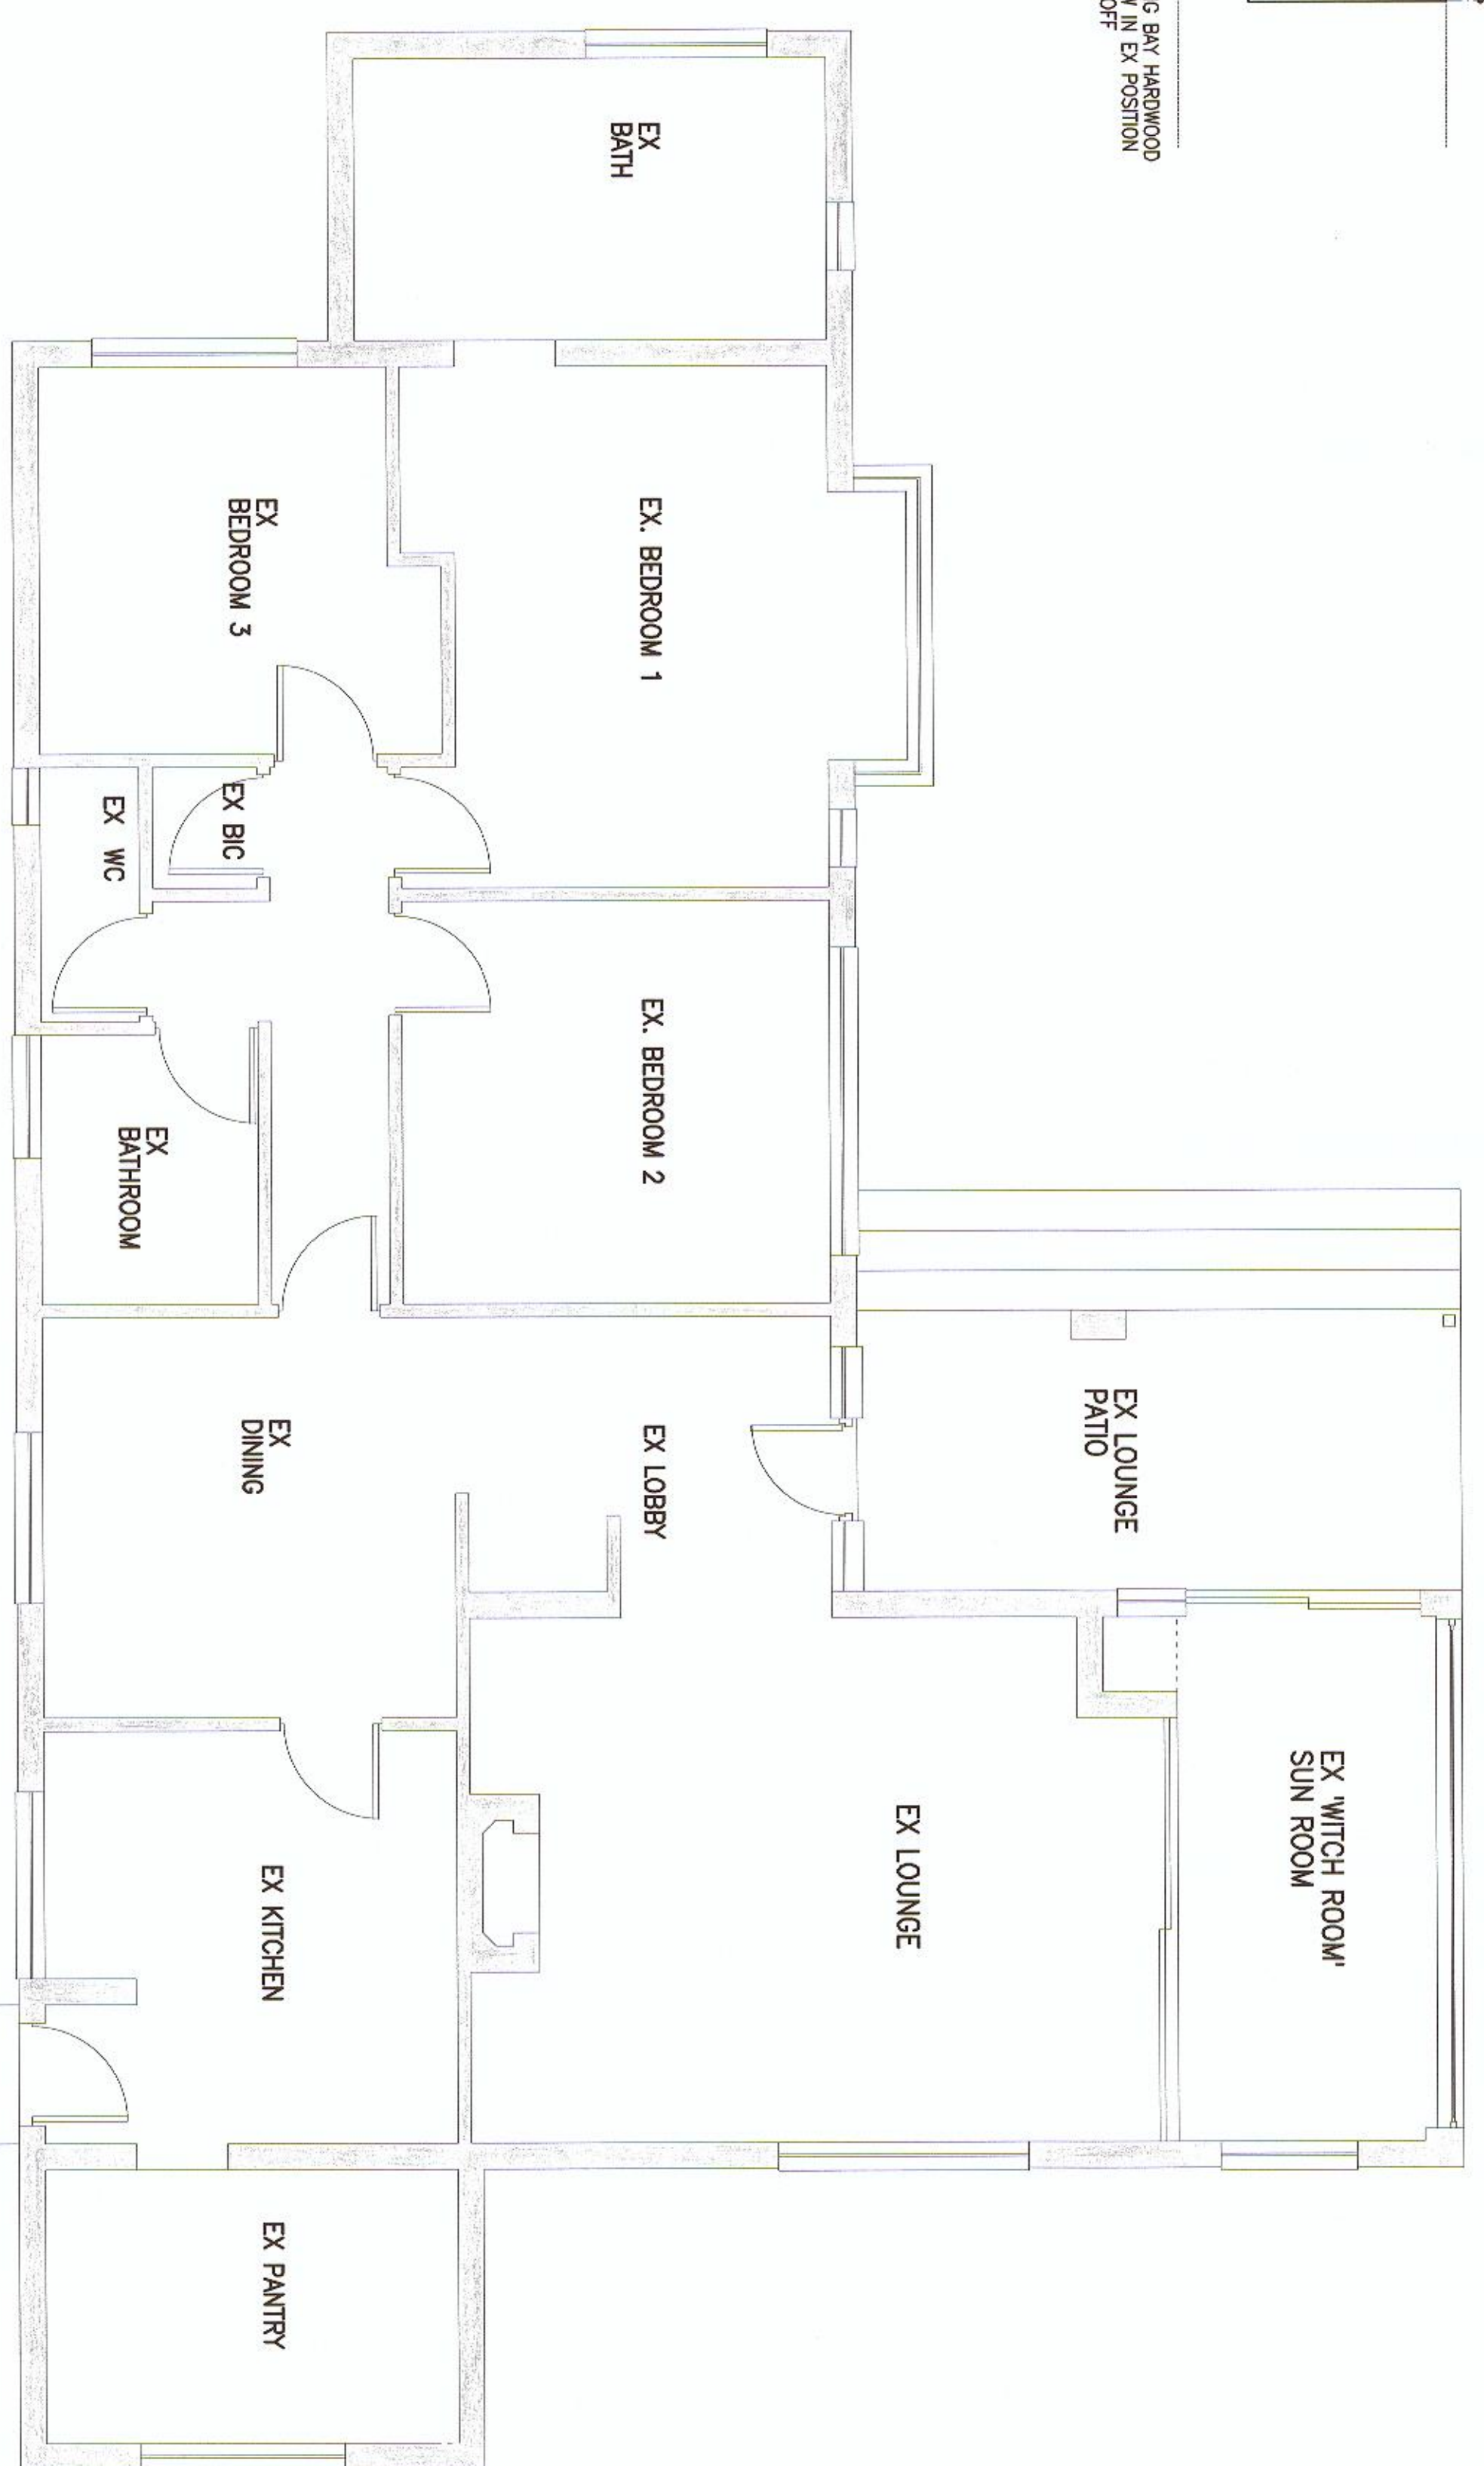 G BAY HARDWOOD
IN EX POSITION
OFF
EX
BATH
EX. BEDROOM 1
EX
BEDROOM 3
EX BIC
EX WC
EX. BEDROOM 2
EX
BATHROOM
EX LOUNGE
PATIO
EX LOBBY
EX
DINING
EX 'WITCH ROOM'
SUN ROOM
EX LOUNGE
EX KITCHEN
EX PANTRY